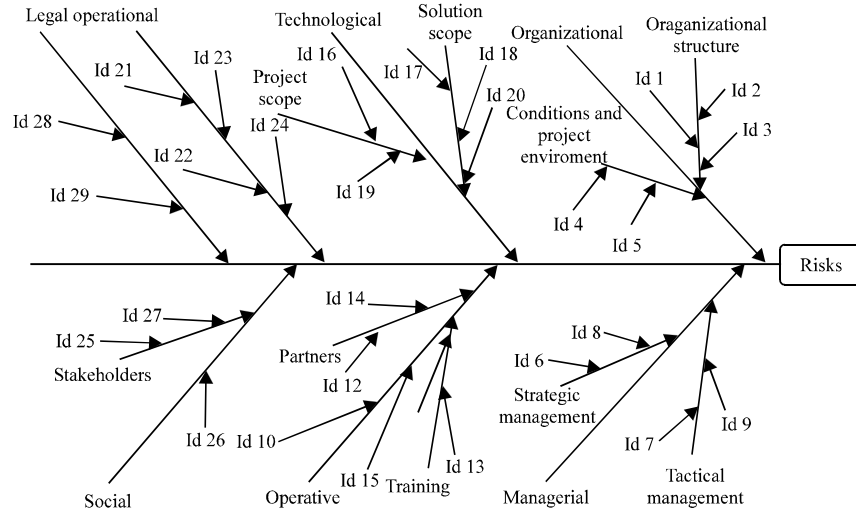 Legal operational
Technological
Solution
scope
Organizational
Oraganizational
structure
Id 21
Id 23
Id 16
Id 17
Id 18
Id 1
Id 2
Project
scope
Id 20
Id 28
Id 24
Conditions and
project
enviroment
Id 3
Id 22
Id 29
Id 19
Id 4
Id 5
Risks
Id 27
Id 25
Stakeholders
Id 14
Partners
Id 12
Id 8
Id 6
Strategic
management
Id 26
Id 10
Id 15
Training
Id 13
Id 7
Id 9
Social
Operative
Managerial
Tactical
management